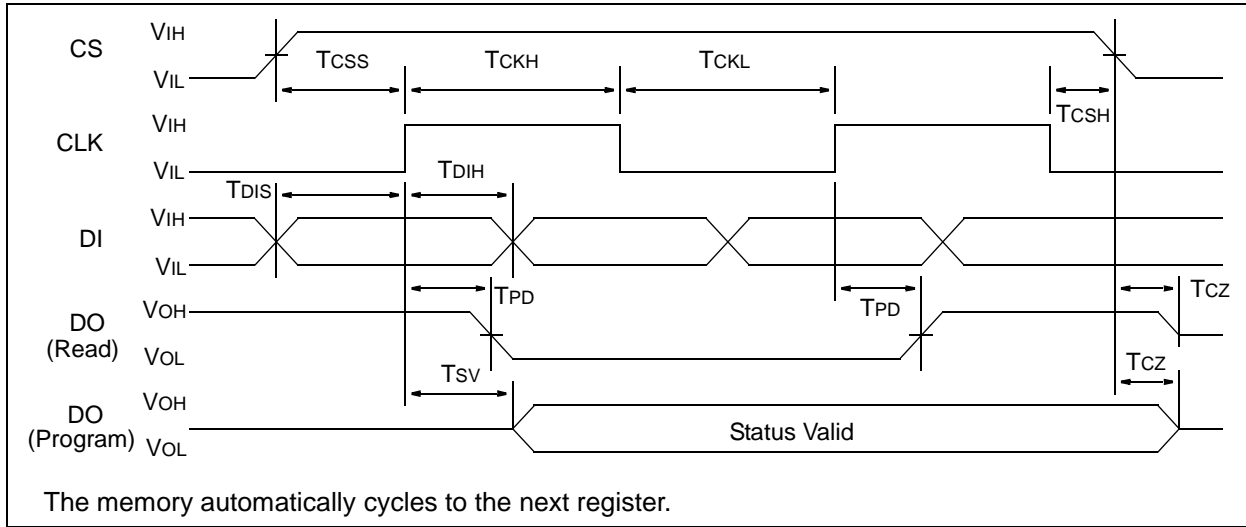 CS
VIH
VIL
TCSS
TCKH
TCKL
TCSH
CLK
VIH
VIL
TDIS
TDIH
DI
VIH
VIL
TPD
TPD
TCZ
DO
(Read)
VOH
VOL
TSV
TCZ
DO
(Program)
VOH
VOL
Status Valid
The memory automatically cycles to the next register.